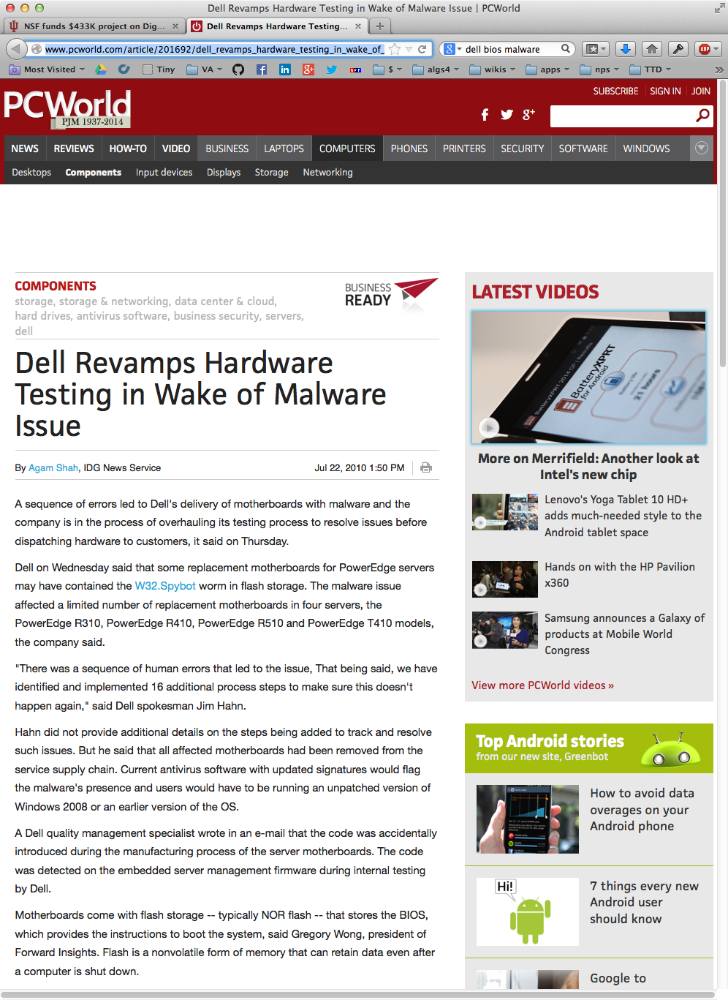 Dell Revamps Hardware Testing in Wake of Malware Issue | PCWorld
NSF funds $433K project on Dig...
Dell Revamps Hardware Testing...
www.pcworld.com/article/201692/dell_revamps_hardware_testing_in_wake_of_
dell bios malware
ABP
Most Visited
Tiny
VA
$
algs4
wikis
apps
nps
TTD
PCWorld
PJM 1937-2014
SUBSCRIBE
SIGN IN
JOIN
NEWS
REVIEWS
HOW-TO
VIDEO
BUSINESS
LAPTOPS
COMPUTERS
PHONES
PRINTERS
SECURITY
SOFTWARE
WINDOWS
Desktops
Components
Input devices
Displays
Storage
Networking
COMPONENTS
storage, storage & networking, data center & cloud,
hard drives, antivirus software, business security, servers,
dell
BUSINESS
READY
Dell Revamps Hardware
Testing in Wake of Malware
Issue
By Agam Shah, IDG News Service
Jul 22, 2010 1:50 PM
A sequence of errors led to Dell's delivery of motherboards with malware and the
company is in the process of overhauling its testing process to resolve issues before
dispatching hardware to customers, it said on Thursday.
Dell on Wednesday said that some replacement motherboards for PowerEdge servers
may have contained the W32.Spybot worm in flash storage. The malware issue
affected a limited number of replacement motherboards in four servers, the
PowerEdge R310, PowerEdge R410, PowerEdge R510 and PowerEdge T410 models,
the company said.
"There was a sequence of human errors that led to the issue, That being said, we have
identified and implemented 16 additional process steps to make sure this doesn't
happen again," said Dell spokesman Jim Hahn.
Hahn did not provide additional details on the steps being added to track and resolve
such issues. But he said that all affected motherboards had been removed from the
service supply chain. Current antivirus software with updated signatures would flag
the malware's presence and users would have to be running an unpatched version of
Windows 2008 or an earlier version of the OS.
A Dell quality management specialist wrote in an e-mail that the code was accidentally
introduced during the manufacturing process of the server motherboards. The code
was detected on the embedded server management firmware during internal testing
by Dell.
Motherboards come with flash storage -- typically NOR flash -- that stores the BIOS,
which provides the instructions to boot the system, said Gregory Wong, president of
Forward Insights. Flash is a nonvolatile form of memory that can retain data even after
a computer is shut down.
LATEST VIDEOS
BatteryXPRT 2014 CP1 Results
BatteryXPRT
for Android
Battery life
21 hours
More on Merrifield: Another look at
Intel's new chip
Lenovo's Yoga Tablet 10 HD+
adds much-needed style to the
Android tablet space
Hands on with the HP Pavilion
x360
Samsung announces a Galaxy of
products at Mobile World
Congress
View more PCWorld videos »
Top Android stories
from our new site, Greenbot
How to avoid data
overages on your
Android phone
Hi!
7 things every new
Android user
should know
Google to